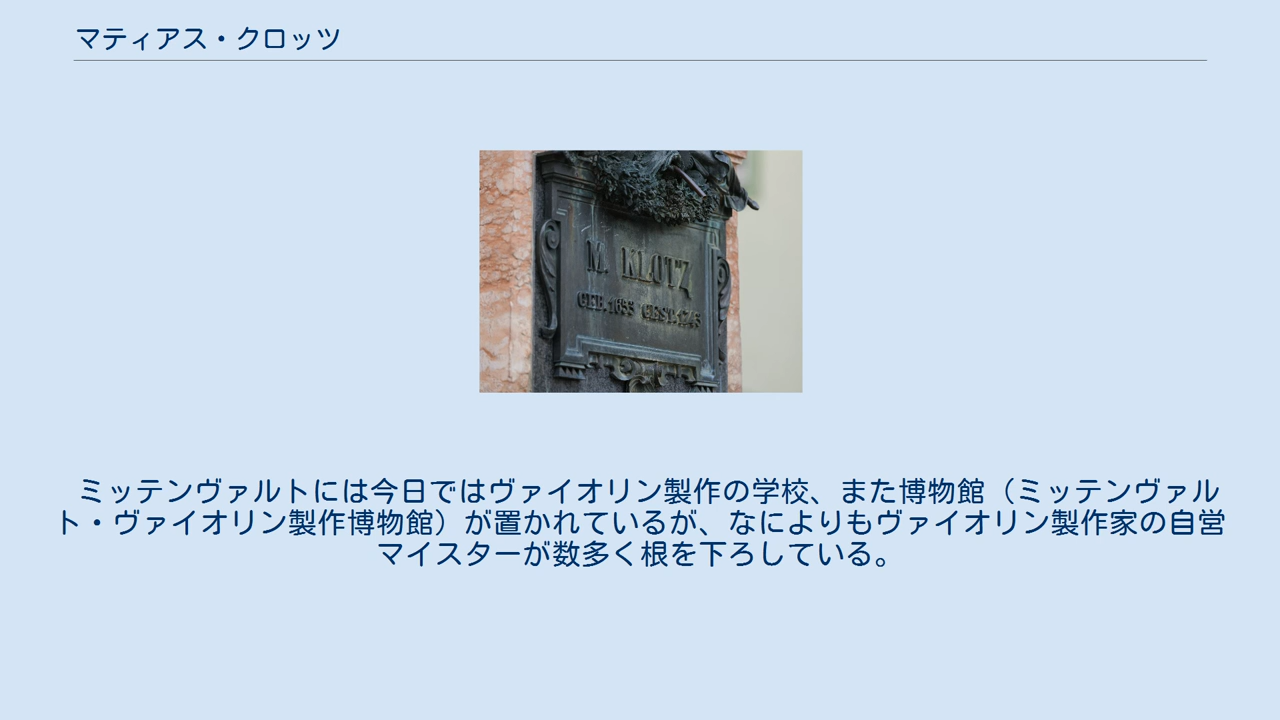 マティアス・クロッツ
M. KLOTZ
GEB. 1653 GEST. 1743
ミッテンヴァルトには今日ではヴァイオリン製作の学校、また博物館（ミッテンヴァル
ト・ヴァイオリン製作博物館）が置かれているが、なによりもヴァイオリン製作家の自営
マイスターが数多く根を下ろしている。